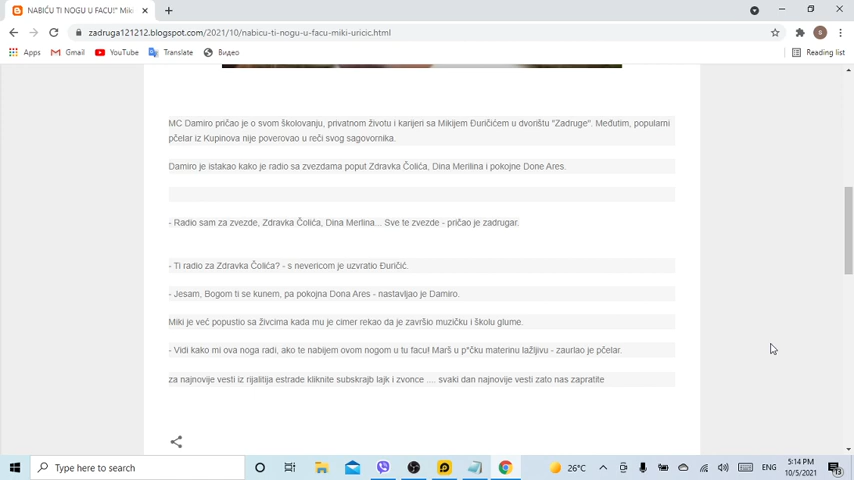 NABIĆU TI NOGU U FACU!" Mik
zadruga121212.blogspot.com/2021/10/nabicu-ti-nogu-u-facu-miki-uricic.html
Apps Gmail YouTube Translate Видео Reading list
MC Damiro pričao je o svom školovanju, privatnom životu i karijeri sa Mikijem Đuričićem u dvorištu "Zadruge". Međutim, popularni
pčelar iz Kupinova nije poverovao u reči svog sagovornika.
Damiro je istakao kako je radio sa zvezdama poput Zdravka Čolića, Dina Merilina i pokojne Done Ares.
- Radio sam za zvezde, Zdravka Čolića, Dina Merlina... Sve te zvezde - pričao je zadrugar.
- Ti radio za Zdravka Čolića? - s nevericom je uzvratio Đuričić.
- Jesam, Bogom ti se kunem, pa pokojna Dona Ares - nastavljao je Damiro.
Miki je već popustio sa živcima kada mu je cimer rekao da je završio muzičku i školu glume.
- Vidi kako mi ova noga radi, ako te nabijem ovom nogom u tu facu! Marš u p*čku materinu lažljivu - zaurlao je pčelar.
za najnovije vesti iz rijalitija estrade kliknite subskrajb lajk i zvonce .... svaki dan najnovije vesti zato nas zapratite
Type here to search
26°C
ENG
5:14 PM
10/5/2021
13